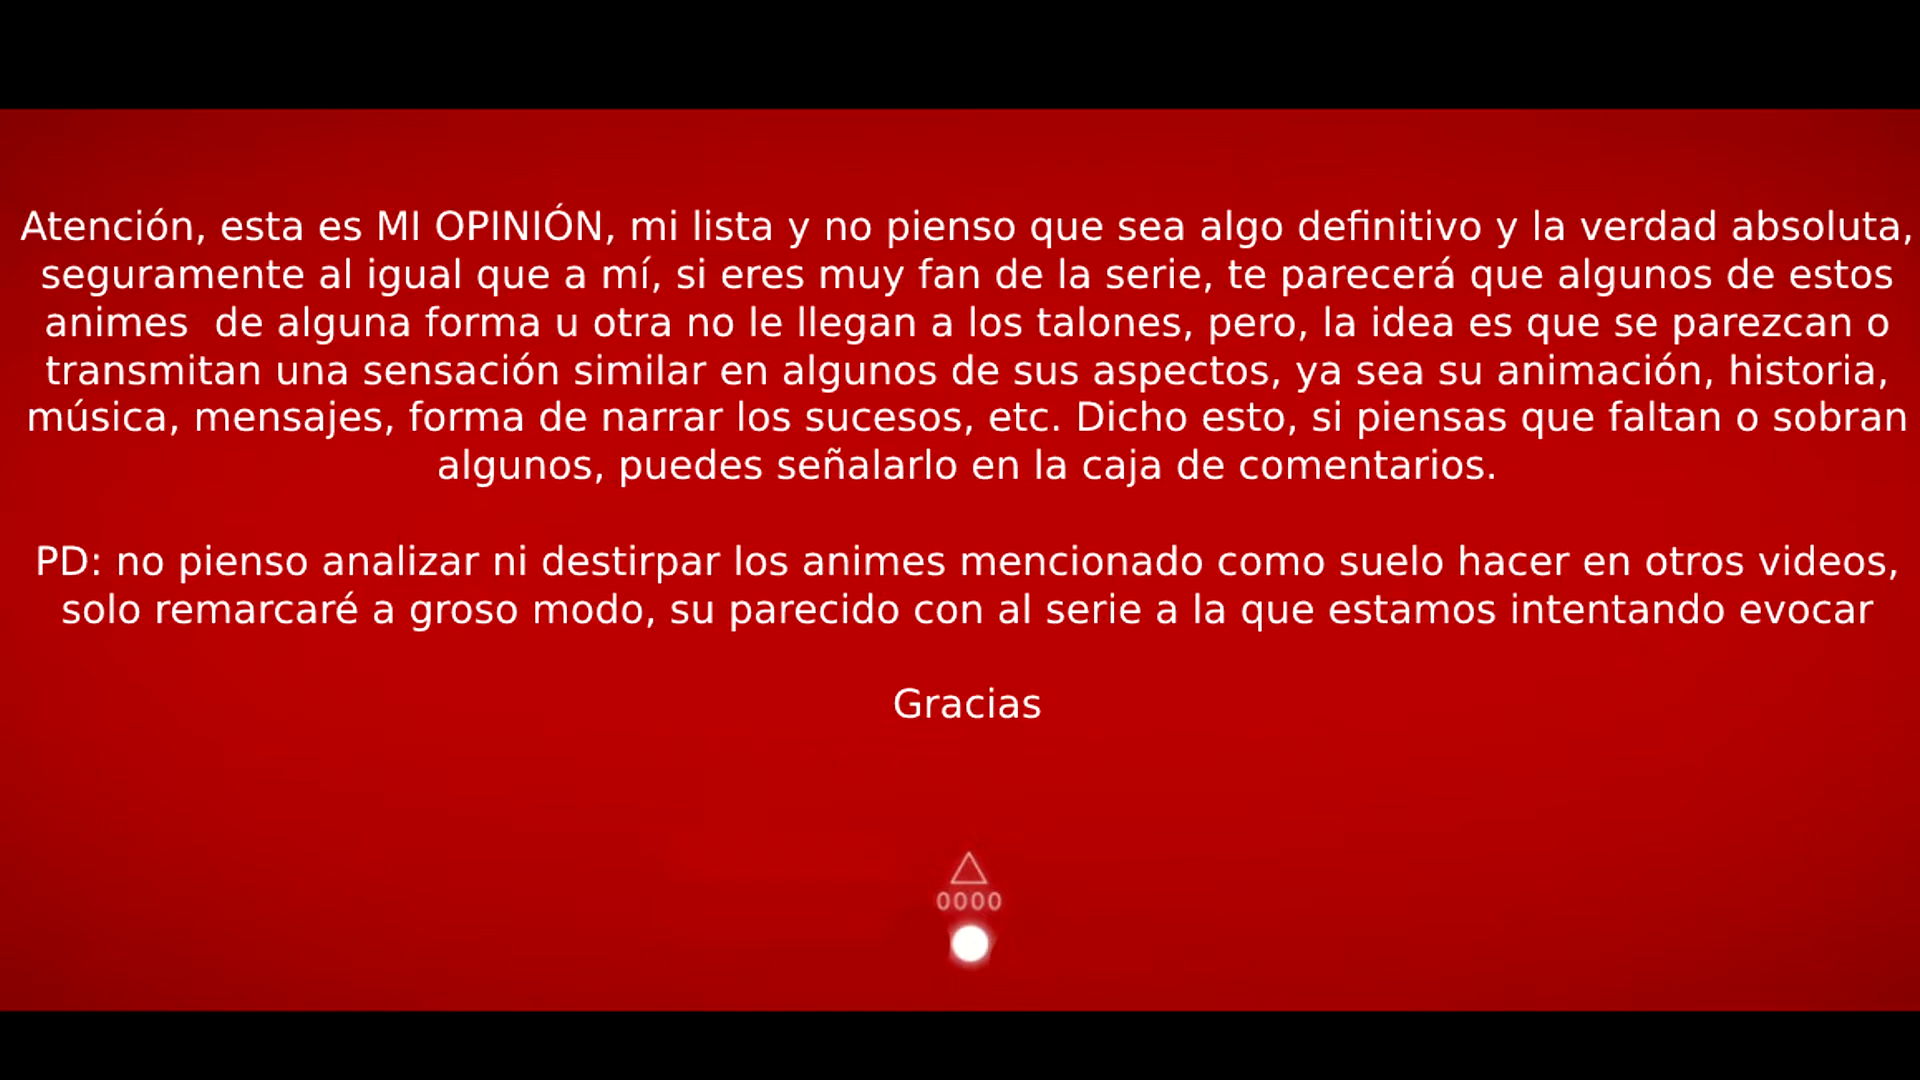 Atención, esta es MI OPINIÓN, mi lista y no pienso que sea algo definitivo y la verdad absoluta,
seguramente al igual que a mí, si eres muy fan de la serie, te parecerá que algunos de estos
animes  de alguna forma u otra no le llegan a los talones, pero, la idea es que se parezcan o
transmitan una sensación similar en algunos de sus aspectos, ya sea su animación, historia,
música, mensajes, forma de narrar los sucesos, etc. Dicho esto, si piensas que faltan o sobran
algunos, puedes señalarlo en la caja de comentarios.
PD: no pienso analizar ni destirpar los animes mencionado como suelo hacer en otros videos,
solo remarcaré a groso modo, su parecido con al serie a la que estamos intentando evocar
Gracias
0000